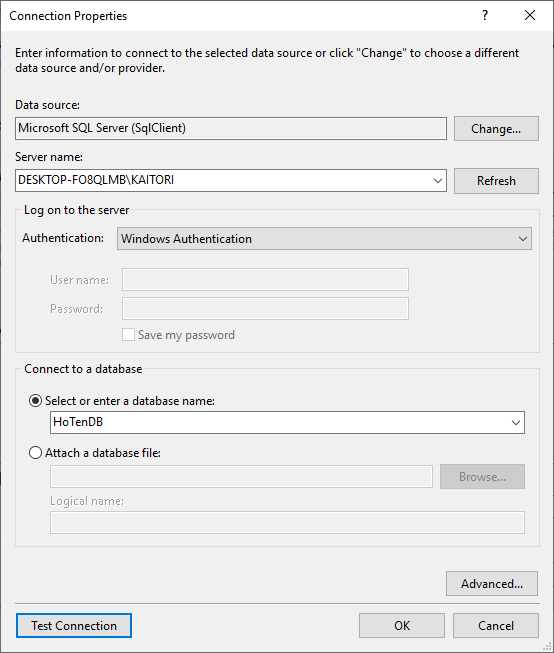 Connection Properties
?
Enter information to connect to the selected data source or click "Change" to choose a different
data source and/or provider.
Data source:
Microsoft SQL Server (SqlClient)
Change...
Server name:
DESKTOP-FO8QLMB\KAITORI
Refresh
Log on to the server
Authentication:
Windows Authentication
User name:
Password:
Save my password
Connect to a database
Select or enter a database name:
HoTenDB
Attach a database file:
Browse...
Logical name:
Advanced...
Test Connection
OK
Cancel